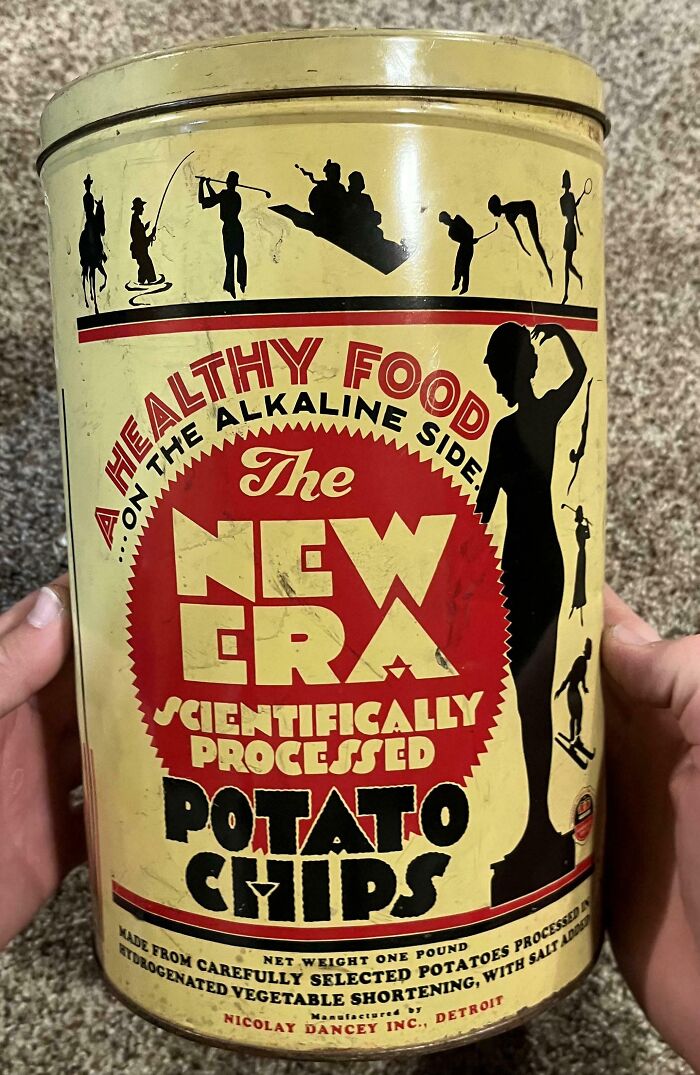 A HEALTHY FOOD
...ON THE ALKALINE SIDE.
The
NEW
ERA
SCIENTIFICALLY
PROCESSED
POTATO
CHIPS
NET WEIGHT ONE POUND
MADE FROM CAREFULLY SELECTED POTATOES PROCESSED IN
HYDROGENATED VEGETABLE SHORTENING, WITH SALT ADDED
Manufactured by
NICOLAY DANCEY INC., DETROIT